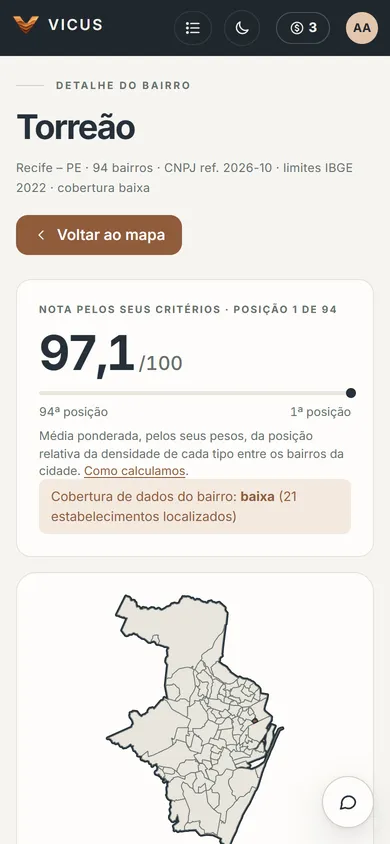 VICUS
3
AA
DETALHE DO BAIRRO
Torreão
Recife – PE · 94 bairros · CNPJ ref. 2026-10 · limites IBGE
2022 · cobertura baixa
Voltar ao mapa
NOTA PELOS SEUS CRITÉRIOS · POSIÇÃO 1 DE 94
97,1/100
94ª posição
1ª posição
Média ponderada, pelos seus pesos, da posição
relativa da densidade de cada tipo entre os bairros da
cidade. Como calculamos.
Cobertura de dados do bairro: baixa (21
estabelecimentos localizados)